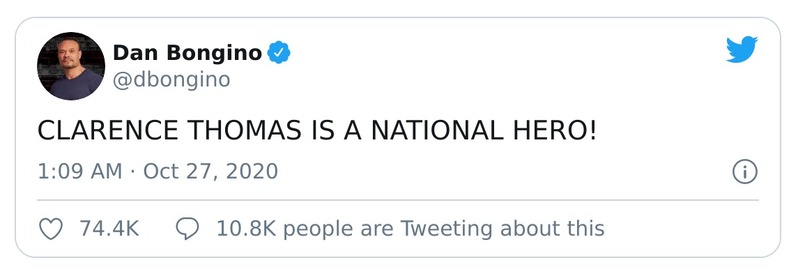 Dan Bongino
@dbongino
CLARENCE THOMAS IS A NATIONAL HERO!
1:09 AM · Oct 27, 2020
74.4K 10.8K people are Tweeting about this